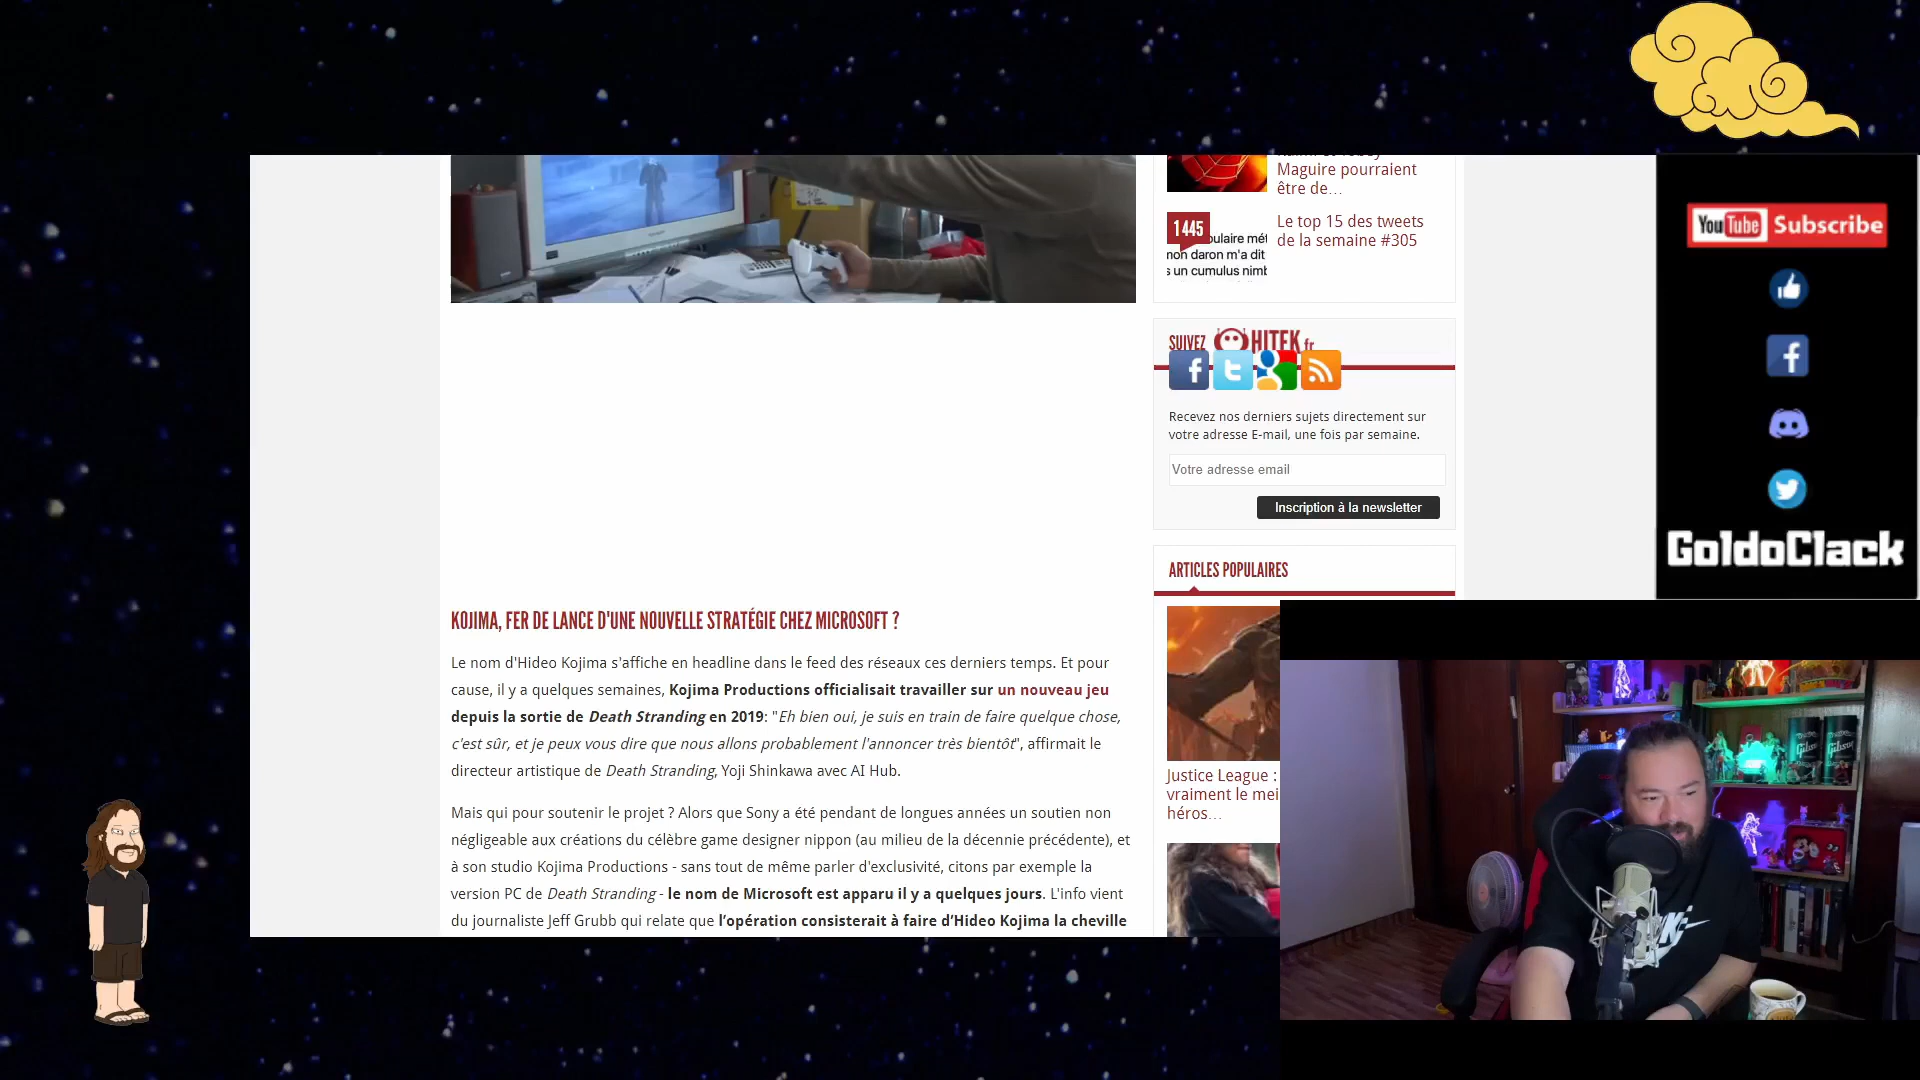 Maguire pourraient
être de...
1445
Le top 15 des tweets
de la semaine #305
mon daron m'a dit
YouTube Subscribe
SUIVEZ HITEK.fr
Recevez nos derniers sujets directement sur
votre adresse E-mail, une fois par semaine.
Votre adresse email
Inscription à la newsletter
GoldoClack
ARTICLES POPULAIRES
KOJIMA, FER DE LANCE D'UNE NOUVELLE STRATÉGIE CHEZ MICROSOFT ?
Le nom d'Hideo Kojima s'affiche en headline dans le feed des réseaux ces derniers temps. Et pour
cause, il y a quelques semaines, Kojima Productions officialisait travailler sur un nouveau jeu
depuis la sortie de Death Stranding en 2019: "Eh bien oui, je suis en train de faire quelque chose,
c'est sûr, et je peux vous dire que nous allons probablement l'annoncer très bientôt", affirmait le
directeur artistique de Death Stranding, Yoji Shinkawa avec AI Hub.
Mais qui pour soutenir le projet ? Alors que Sony a été pendant de longues années un soutien non
négligeable aux créations du célèbre game designer nippon (au milieu de la décennie précédente), et
à son studio Kojima Productions - sans tout de même parler d'exclusivité, citons par exemple la
version PC de Death Stranding - le nom de Microsoft est apparu il y a quelques jours. L'info vient
du journaliste Jeff Grubb qui relate que l'opération consisterait à faire d'Hideo Kojima la cheville
Justice League :
vraiment le mei
héros...
Gibson
Gibson